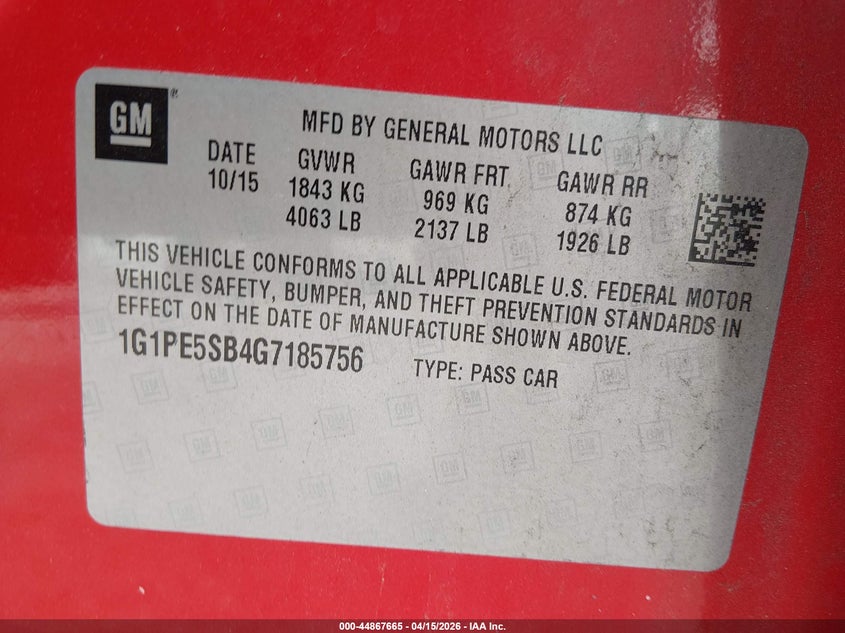 GM ®
MFD BY GENERAL MOTORS LLC
DATE GVWR GAWR FRT GAWR RR
10/15 1843 KG 969 KG 874 KG
4063 LB 2137 LB 1926 LB
THIS VEHICLE CONFORMS TO ALL APPLICABLE U.S. FEDERAL MOTOR
VEHICLE SAFETY, BUMPER, AND THEFT PREVENTION STANDARDS IN
EFFECT ON THE DATE OF MANUFACTURE SHOWN ABOVE.
1G1PE5SB4G7185756 TYPE: PASS CAR
000-44867665 - 04/15/2026 - IAA Inc.